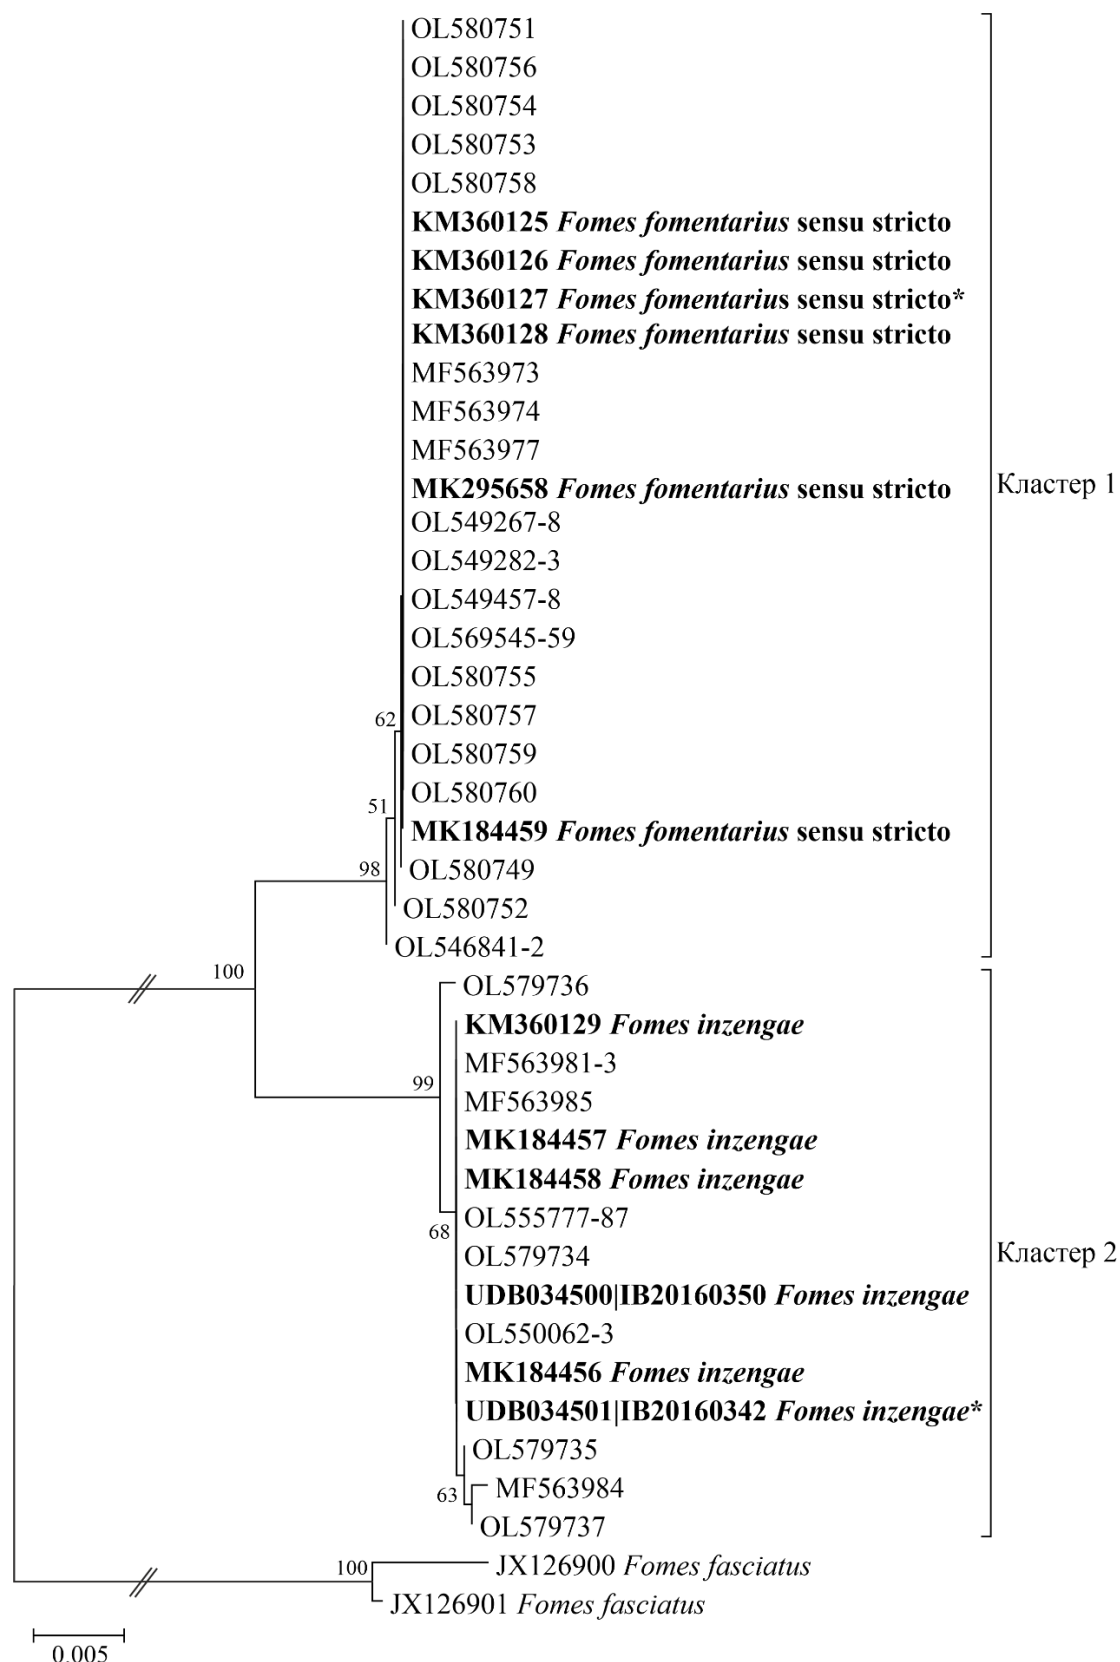 OL580751
OL580756
OL580754
OL580753
OL580758
KM360125 Fomes fomentarius sensu stricto
KM360126 Fomes fomentarius sensu stricto
KM360127 Fomes fomentarius sensu stricto*
KM360128 Fomes fomentarius sensu stricto
MF563973
MF563974
MF563977
MK295658 Fomes fomentarius sensu stricto
Кластер 1
OL549267-8
OL549282-3
OL549457-8
OL569545-59
OL580755
62
OL580757
OL580759
OL580760
51
MK184459 Fomes fomentarius sensu stricto
98
OL580749
OL580752
OL546841-2
100
OL579736
KM360129 Fomes inzengae
MF563981-3
99
MF563985
MK184457 Fomes inzengae
MK184458 Fomes inzengae
OL555777-87
68
OL579734
Кластер 2
UDB034500|IB20160350 Fomes inzengae
OL550062-3
MK184456 Fomes inzengae
UDB034501|IB20160342 Fomes inzengae*
OL579735
MF563984
63
OL579737
100
JX126900 Fomes fasciatus
JX126901 Fomes fasciatus
0.005